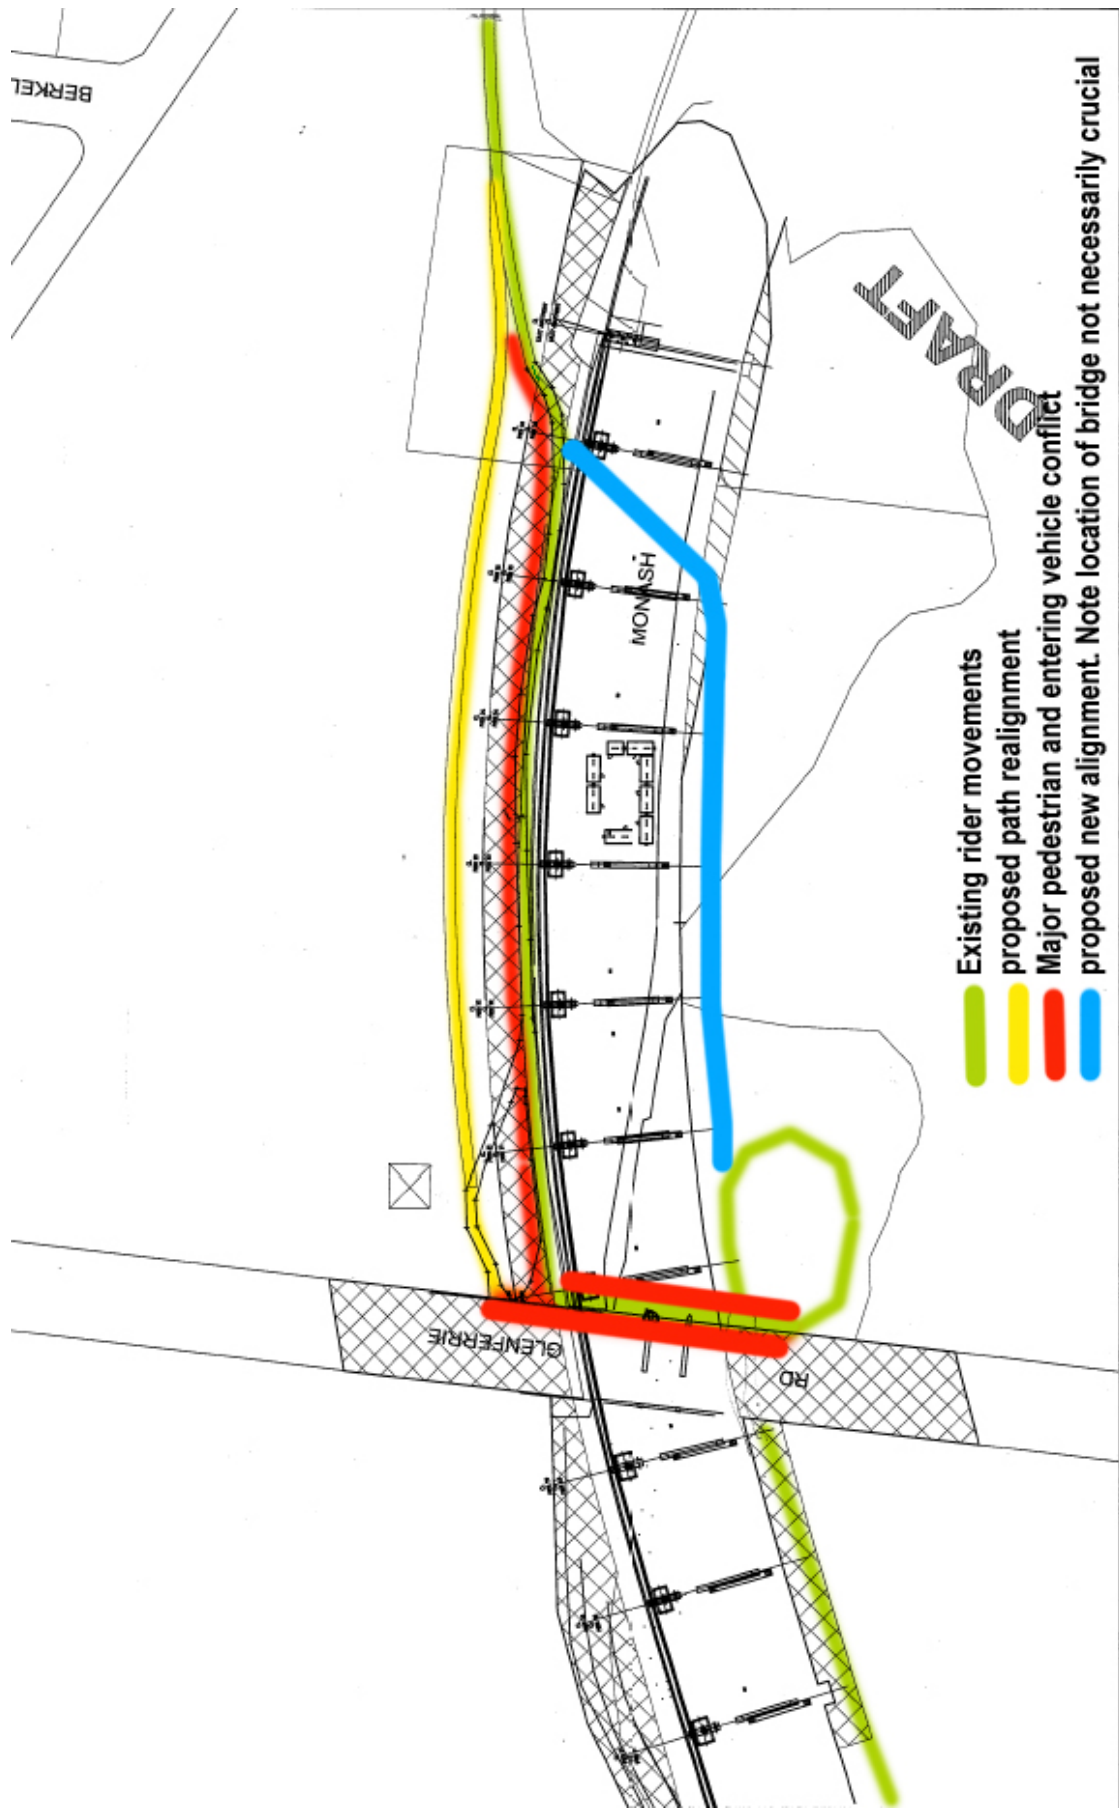 BERKEL
DRAFT
MONASH
GLENFERRIE
RD
Existing rider movements
proposed path realignment
Major pedestrian and entering vehicle conflict
proposed new alignment. Note location of bridge not necessarily crucial